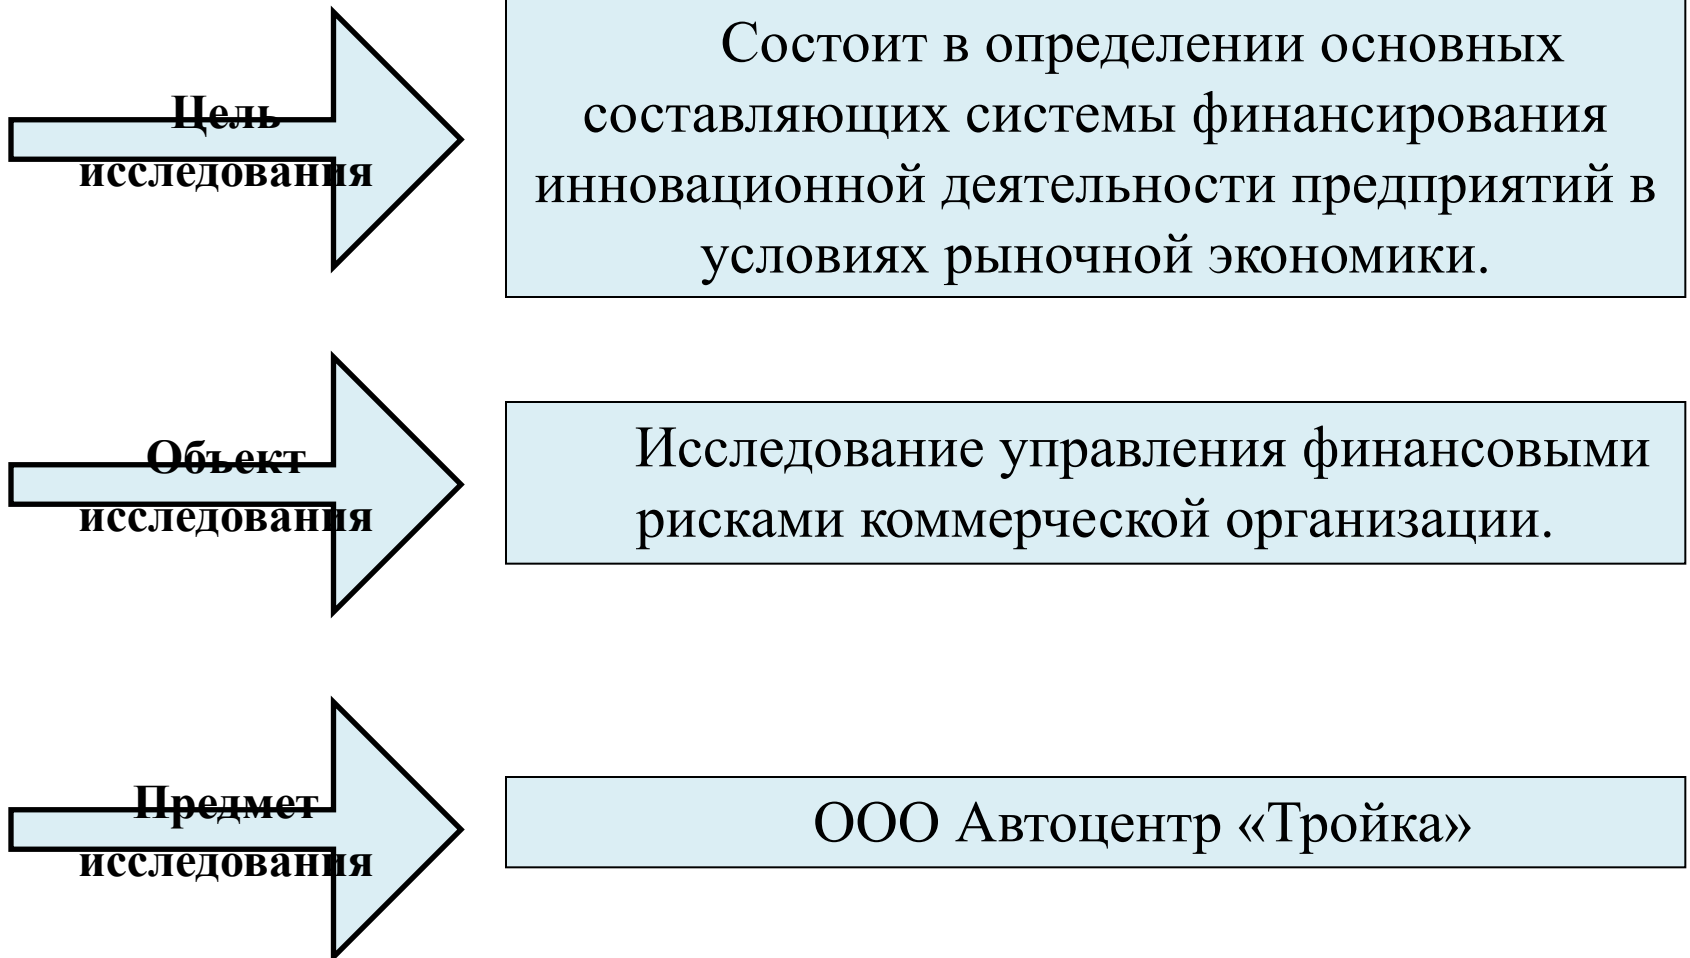 Цель
исследования
Состоит в определении основных
составляющих системы финансирования
инновационной деятельности предприятий в
условиях рыночной экономики.
Объект
исследования
Исследование управления финансовыми
рисками коммерческой организации.
Предмет
исследования
ООО Автоцентр «Тройка»